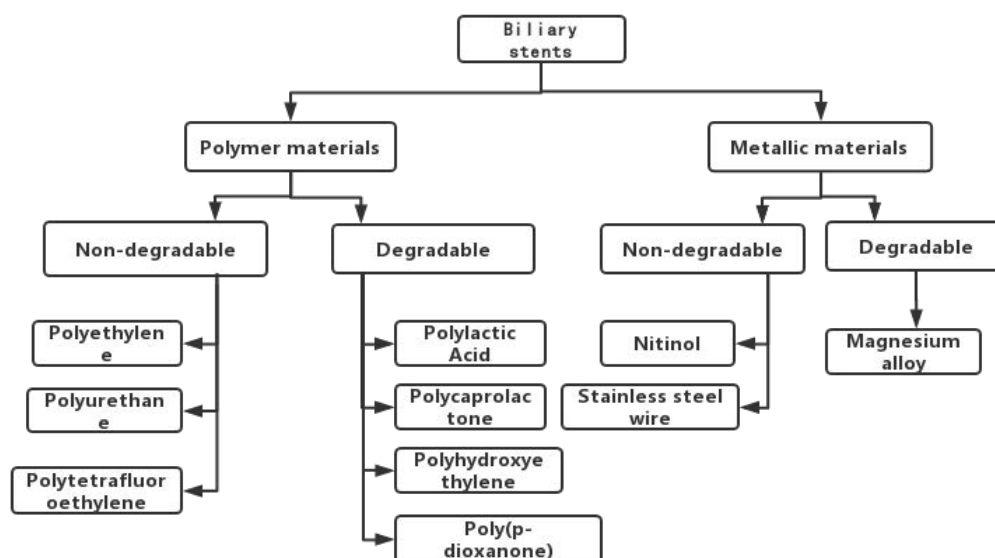 Biliary
stents
Polymer materials
Metallic materials
Non-degradable
Degradable
Non-degradable
Degradable
Polyethylen
e
Polyurethan
e
Polytetrafluor
oethylene
Polylactic
Acid
Polycaprolac
tone
Polyhydroxye
thylene
Poly(p-
dioxanone)
Nitinol
Stainless steel
wire
Magnesium
alloy